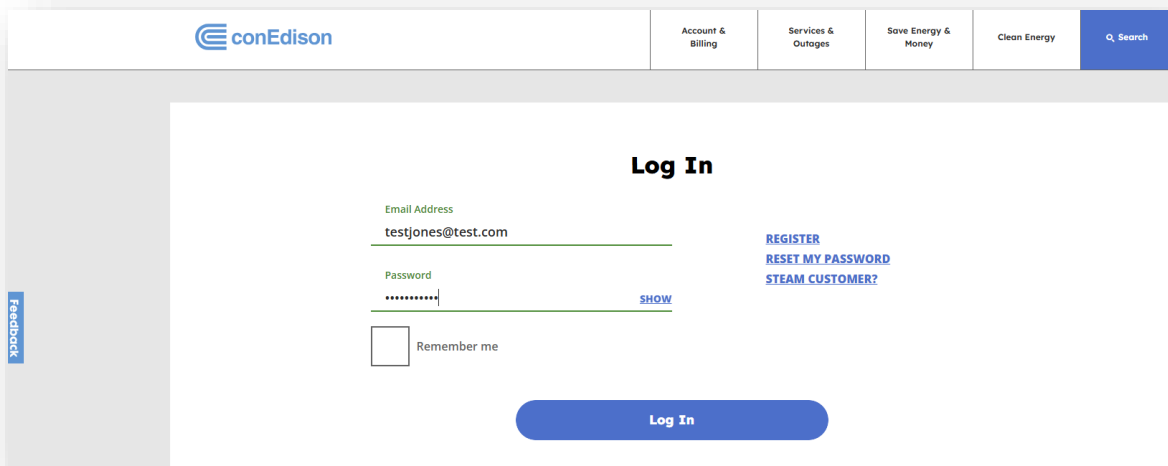 conEdison
Account &
Billing
Services &
Outages
Save Energy &
Money
Clean Energy
Search
Log In
Email Address
testjones@test.com
REGISTER
RESET MY PASSWORD
STEAM CUSTOMER?
Password
•••••••••••
SHOW
Remember me
Log In
Feedback